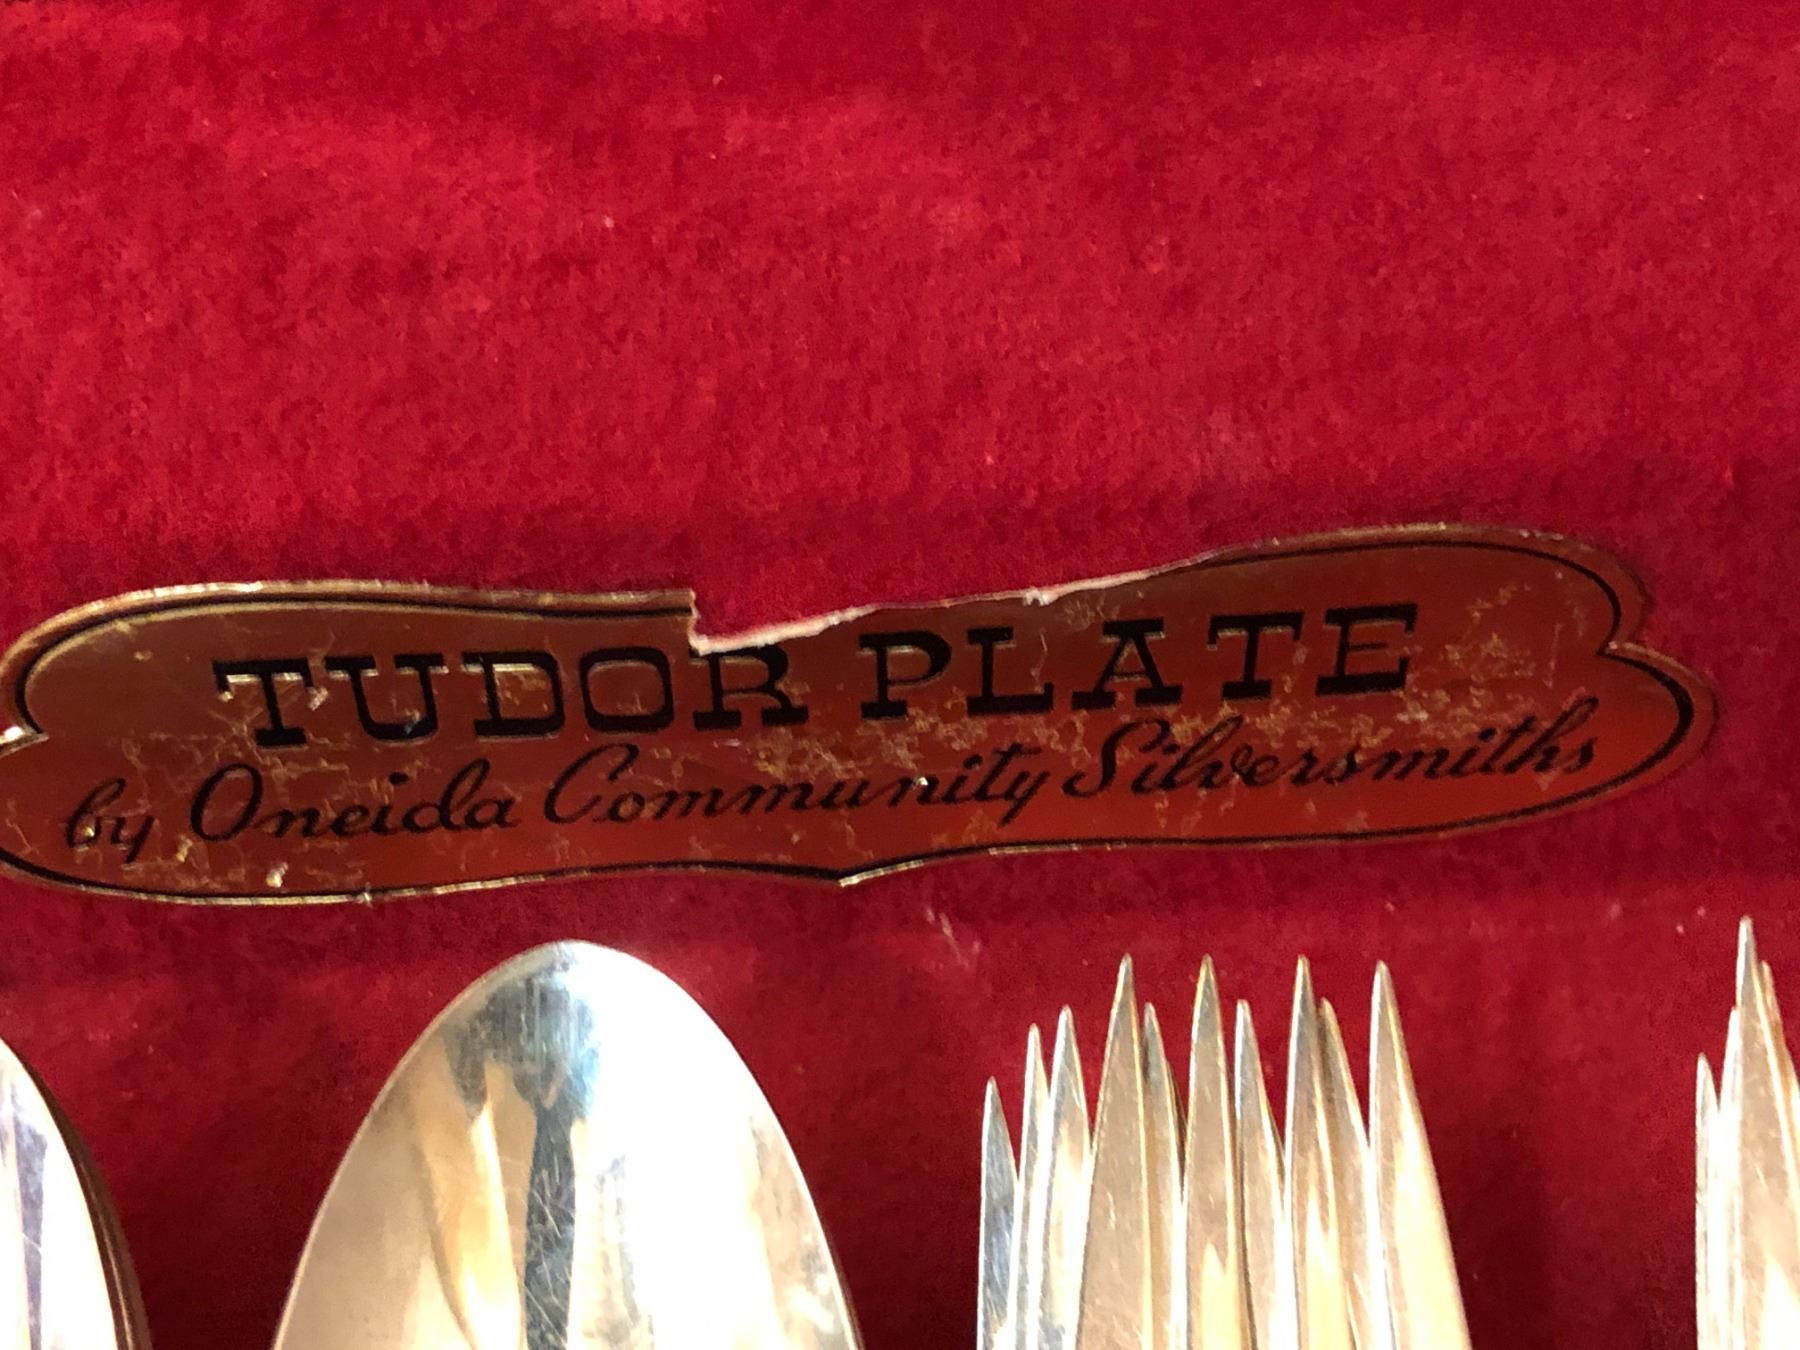 TUDOR PLATE
by Oneida Community Silversmiths